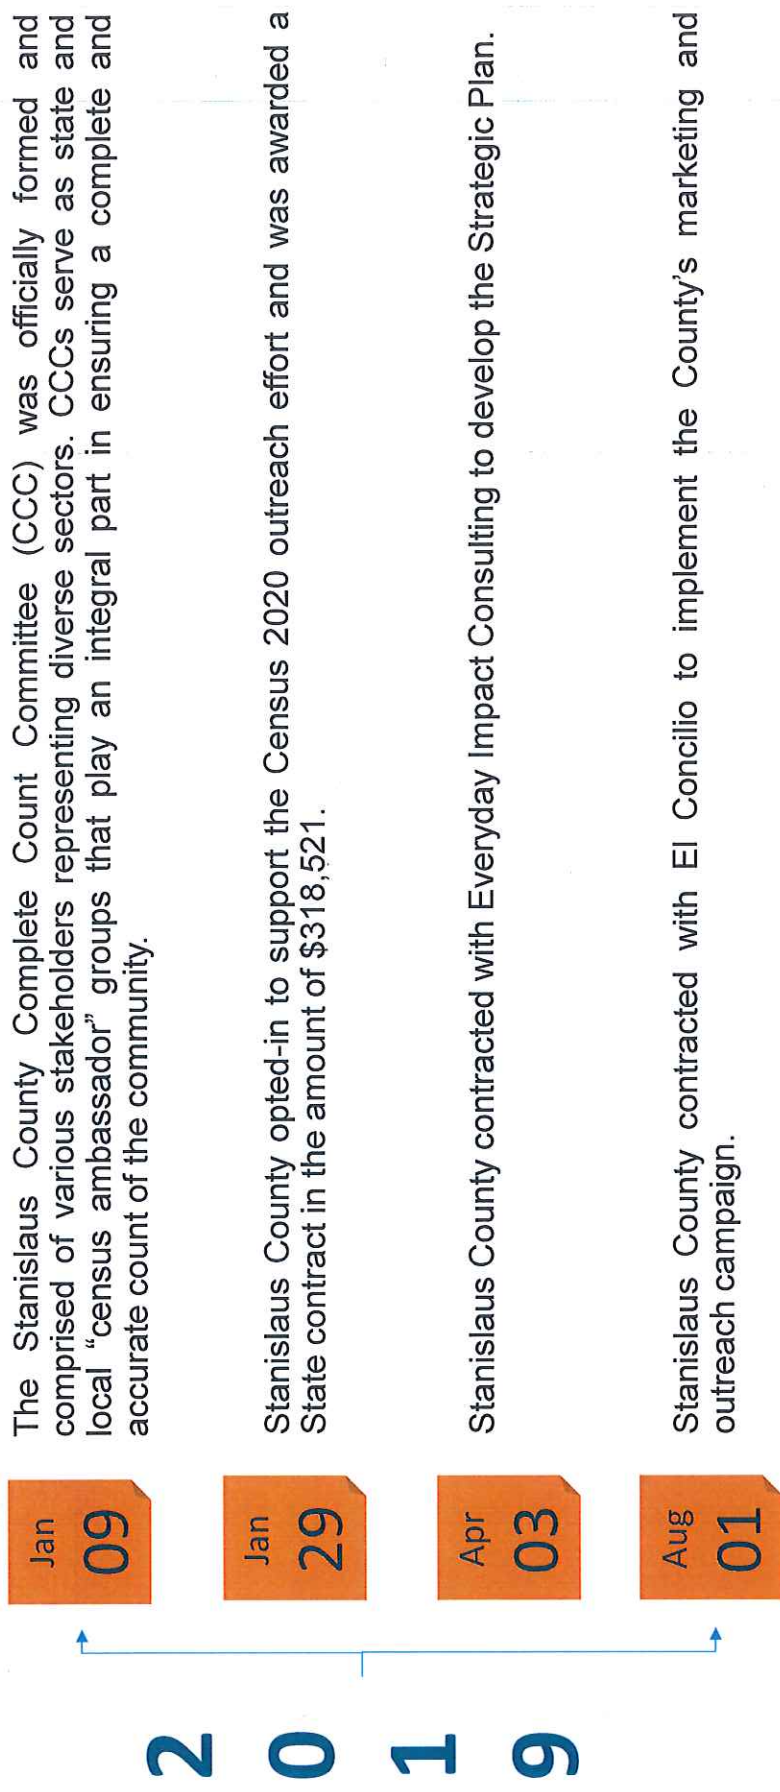 2
0
1
9
Jan
09
The Stanislaus County Complete Count Committee (CCC) was officially formed and
comprised of various stakeholders representing diverse sectors. CCCs serve as state and
local “census ambassador” groups that play an integral part in ensuring a complete and
accurate count of the community.
Jan
29
Stanislaus County opted-in to support the Census 2020 outreach effort and was awarded a
State contract in the amount of $318,521.
Apr
03
Stanislaus County contracted with Everyday Impact Consulting to develop the Strategic Plan.
Aug
01
Stanislaus County contracted with El Concilio to implement the County’s marketing and
outreach campaign.